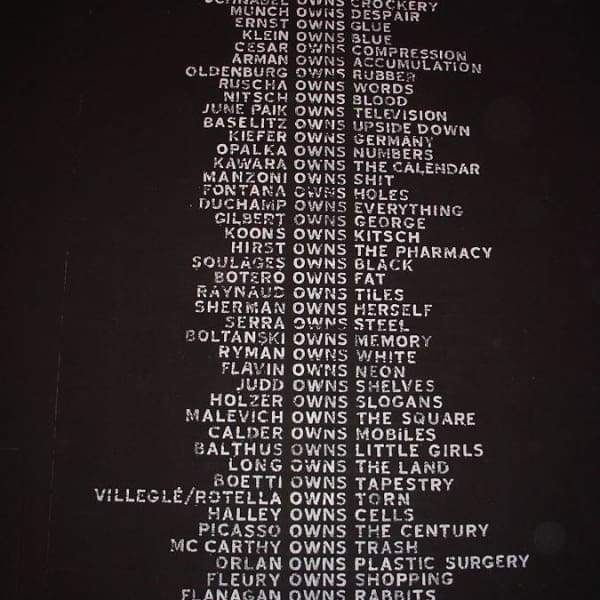 SCHNABEL OWNS CROCKERY
MUNCH OWNS DESPAIR
ERNST OWNS GLUE
KLEIN OWNS BLUE
CESAR OWNS COMPRESSION
ARMAN OWNS ACCUMULATION
OLDENBURG OWNS RUBBER
RUSCHA OWNS WORDS
NITSCH OWNS BLOOD
JUNE PAIK OWNS TELEVISION
BASELITZ OWNS UPSIDE DOWN
KIEFER OWNS GERMANY
OPALKA OWNS NUMBERS
KAWARA OWNS THE CALENDAR
MANZONI OWNS SHIT
FONTANA OWNS HOLES
DUCHAMP OWNS EVERYTHING
GILBERT OWNS GEORGE
KOONS OWNS KITSCH
HIRST OWNS THE PHARMACY
SOULAGES OWNS BLACK
BOTERO OWNS FAT
RAYNAUD OWNS TILES
SHERMAN OWNS HERSELF
SERRA OWNS STEEL
BOLTANSKI OWNS MEMORY
RYMAN OWNS WHITE
FLAVIN OWNS NEON
JUDD OWNS SHELVES
HOLZER OWNS SLOGANS
MALEVICH OWNS THE SQUARE
CALDER OWNS MOBiLES
BALTHUS OWNS LITTLE GIRLS
LONG OWNS THE LAND
BOETTI OWNS TAPESTRY
VILLEGLÉ/ROTELLA OWNS TORN
HALLEY OWNS CELLS
PICASSO OWNS THE CENTURY
MC CARTHY OWNS TRASH
ORLAN OWNS PLASTIC SURGERY
FLEURY OWNS SHOPPING
FLANAGAN OWNS RABBITS